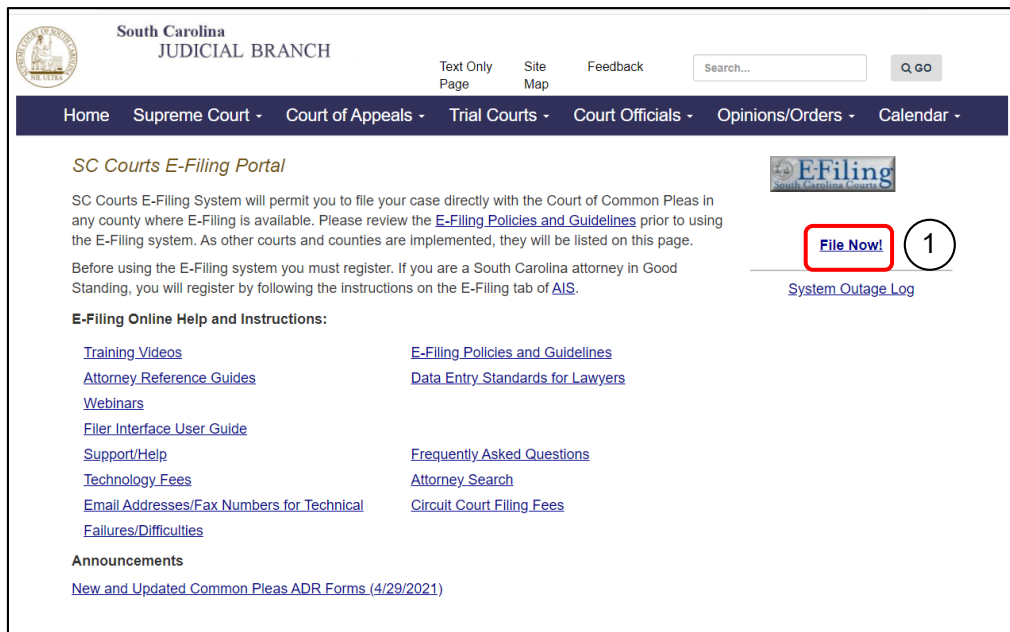 South Carolina
JUDICIAL BRANCH
Text Only
Page
Site
Map
Feedback
Search...
GO
Home Supreme Court Court of Appeals Trial Courts Court Officials Opinions/Orders Calendar
SC Courts E-Filing Portal
SC Courts E-Filing System will permit you to file your case directly with the Court of Common Pleas in
any county where E-Filing is available. Please review the E-Filing Policies and Guidelines prior to using
the E-Filing system. As other courts and counties are implemented, they will be listed on this page.
Before using the E-Filing system you must register. If you are a South Carolina attorney in Good
Standing, you will register by following the instructions on the E-Filing tab of AIS.
E-Filing Online Help and Instructions:
Training Videos
Attorney Reference Guides
Webinars
Filer Interface User Guide
Support/Help
Technology Fees
Email Addresses/Fax Numbers for Technical
Failures/Difficulties
E-Filing Policies and Guidelines
Data Entry Standards for Lawyers
Frequently Asked Questions
Attorney Search
Circuit Court Filing Fees
Announcements
New and Updated Common Pleas ADR Forms (4/29/2021)
E-Filing
South Carolina Courts
File Now!
1
System Outage Log